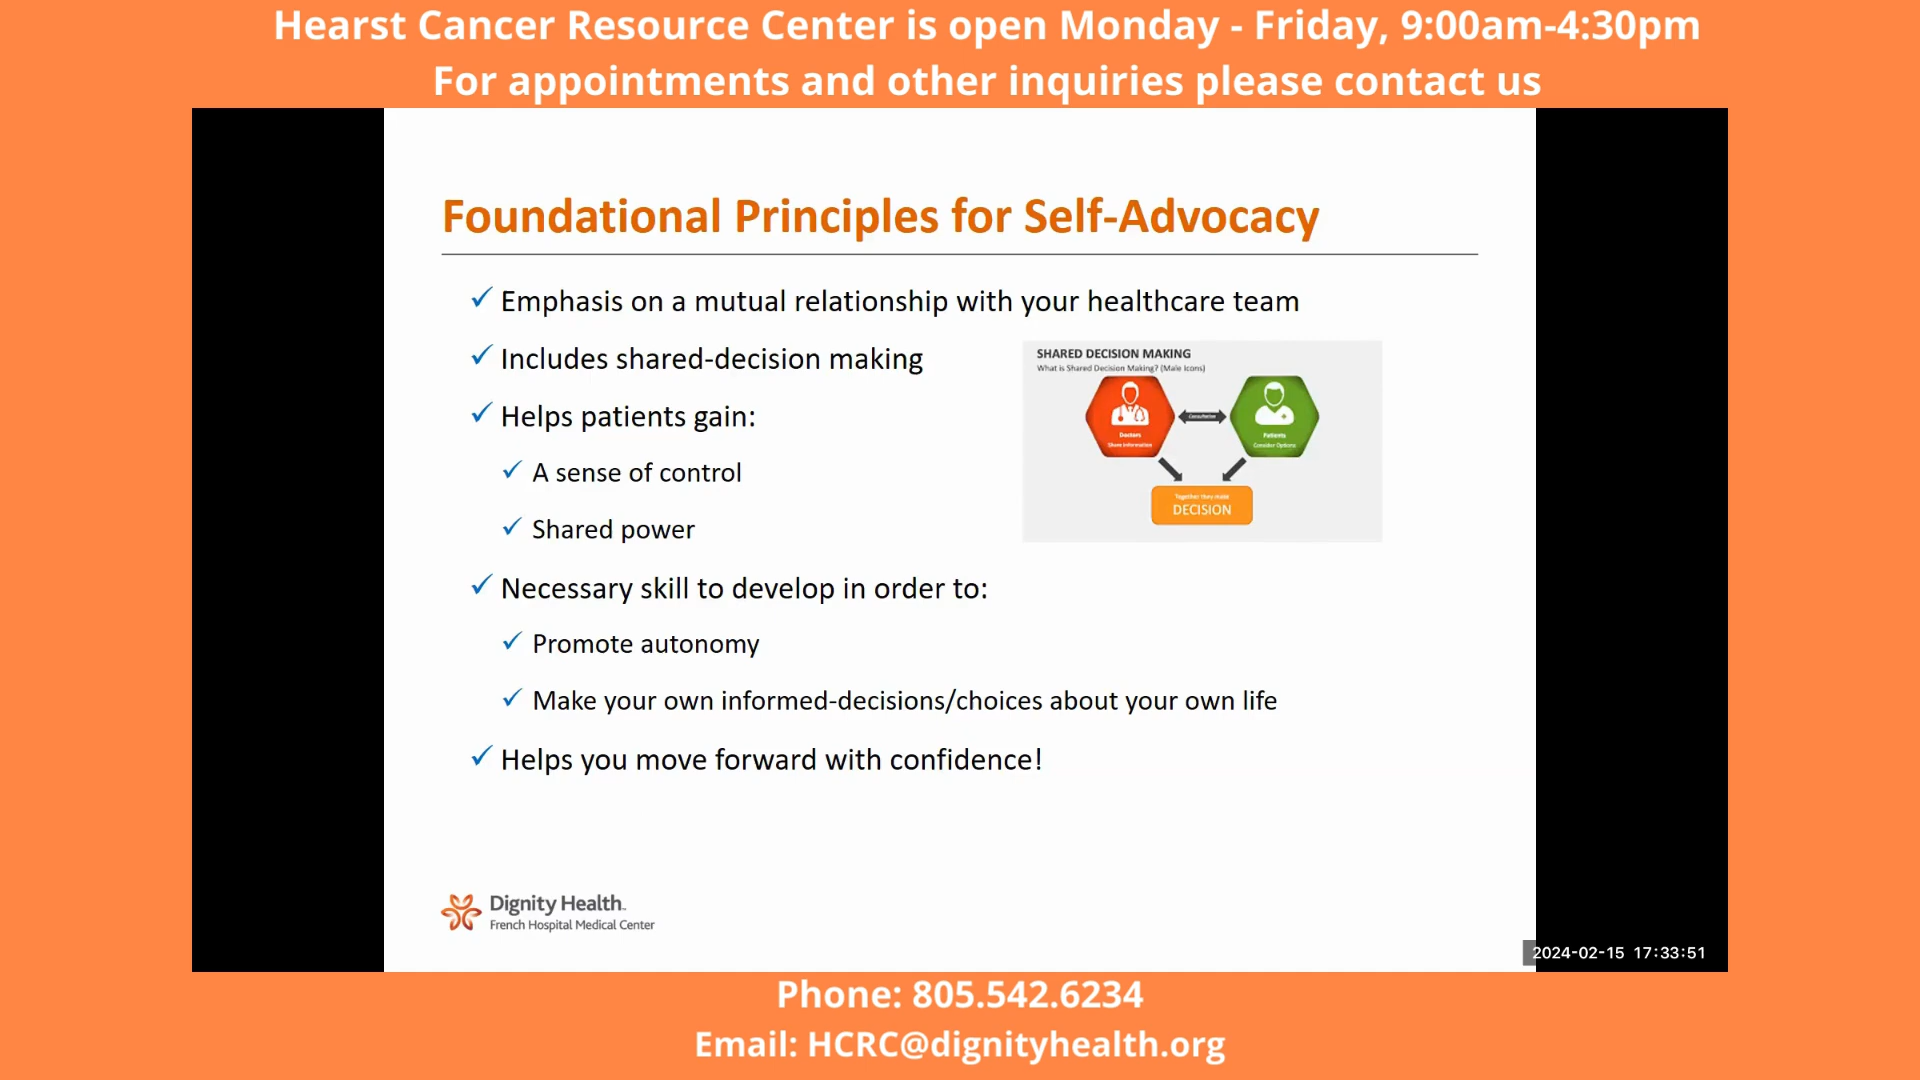 Hearst Cancer Resource Center is open Monday - Friday, 9:00am-4:30pm
For appointments and other inquiries please contact us
Foundational Principles for Self-Advocacy
Emphasis on a mutual relationship with your healthcare team
Includes shared-decision making
Helps patients gain:
A sense of control
Shared power
SHARED DECISION MAKING
What is Shared Decision Making? (Male Icons)
Consultation
Doctors
Share Information
Patients
Consider Options
Together they make
DECISION
Necessary skill to develop in order to:
Promote autonomy
Make your own informed-decisions/choices about your own life
Helps you move forward with confidence!
Dignity Health™
French Hospital Medical Center
2024-02-15 17:33:51
Phone: 805.542.6234
Email: HCRC@dignityhealth.org